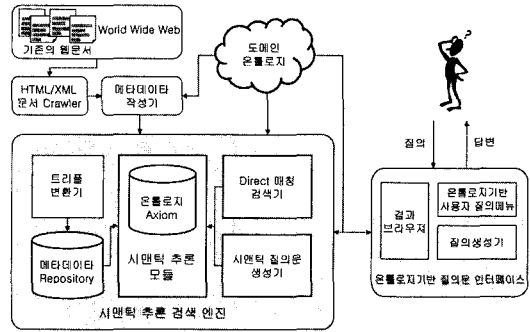 World Wide Web
기존의 웹문서
HTML/XML
문서 Crawler
메타데이타
작성기
도메인
온톨로지
?
질의
답변
트리플
변환기
온톨로지
Axiom
Direct 매칭
검색기
메타데이타
Repository
시맨틱 추론
모듈
시맨틱 질의문
생성기
시맨틱 추론 검색 엔진
결과
브라우져
온톨로지기반
사용자 질의메뉴
질의생성기
온톨로지기반 질의문 인터페이스